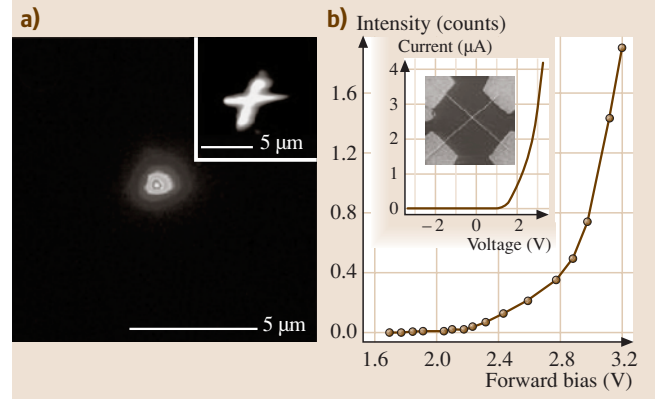 a)
5 µm
5 µm
b) Intensity (counts)
1.6
1.2
0.8
0.4
0.0
1.6 2.0 2.4 2.8 3.2
Forward bias (V)
Current (µA)
4
3
2
1
0
−2 0 2
Voltage (V)